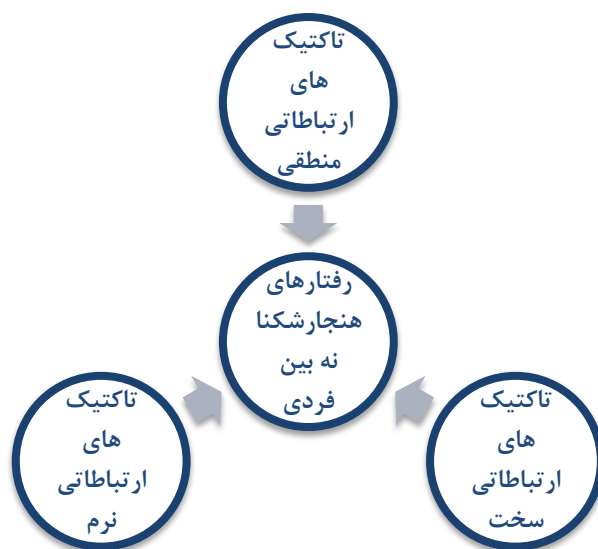 تاکتیک
های
ارتباطاتی
منطقی
رفتارهای
هنجارشکنا
نه بین
فردی
تاکتیک
های
ارتباطاتی
سخت
تاکتیک
های
ارتباطاتی
نرم